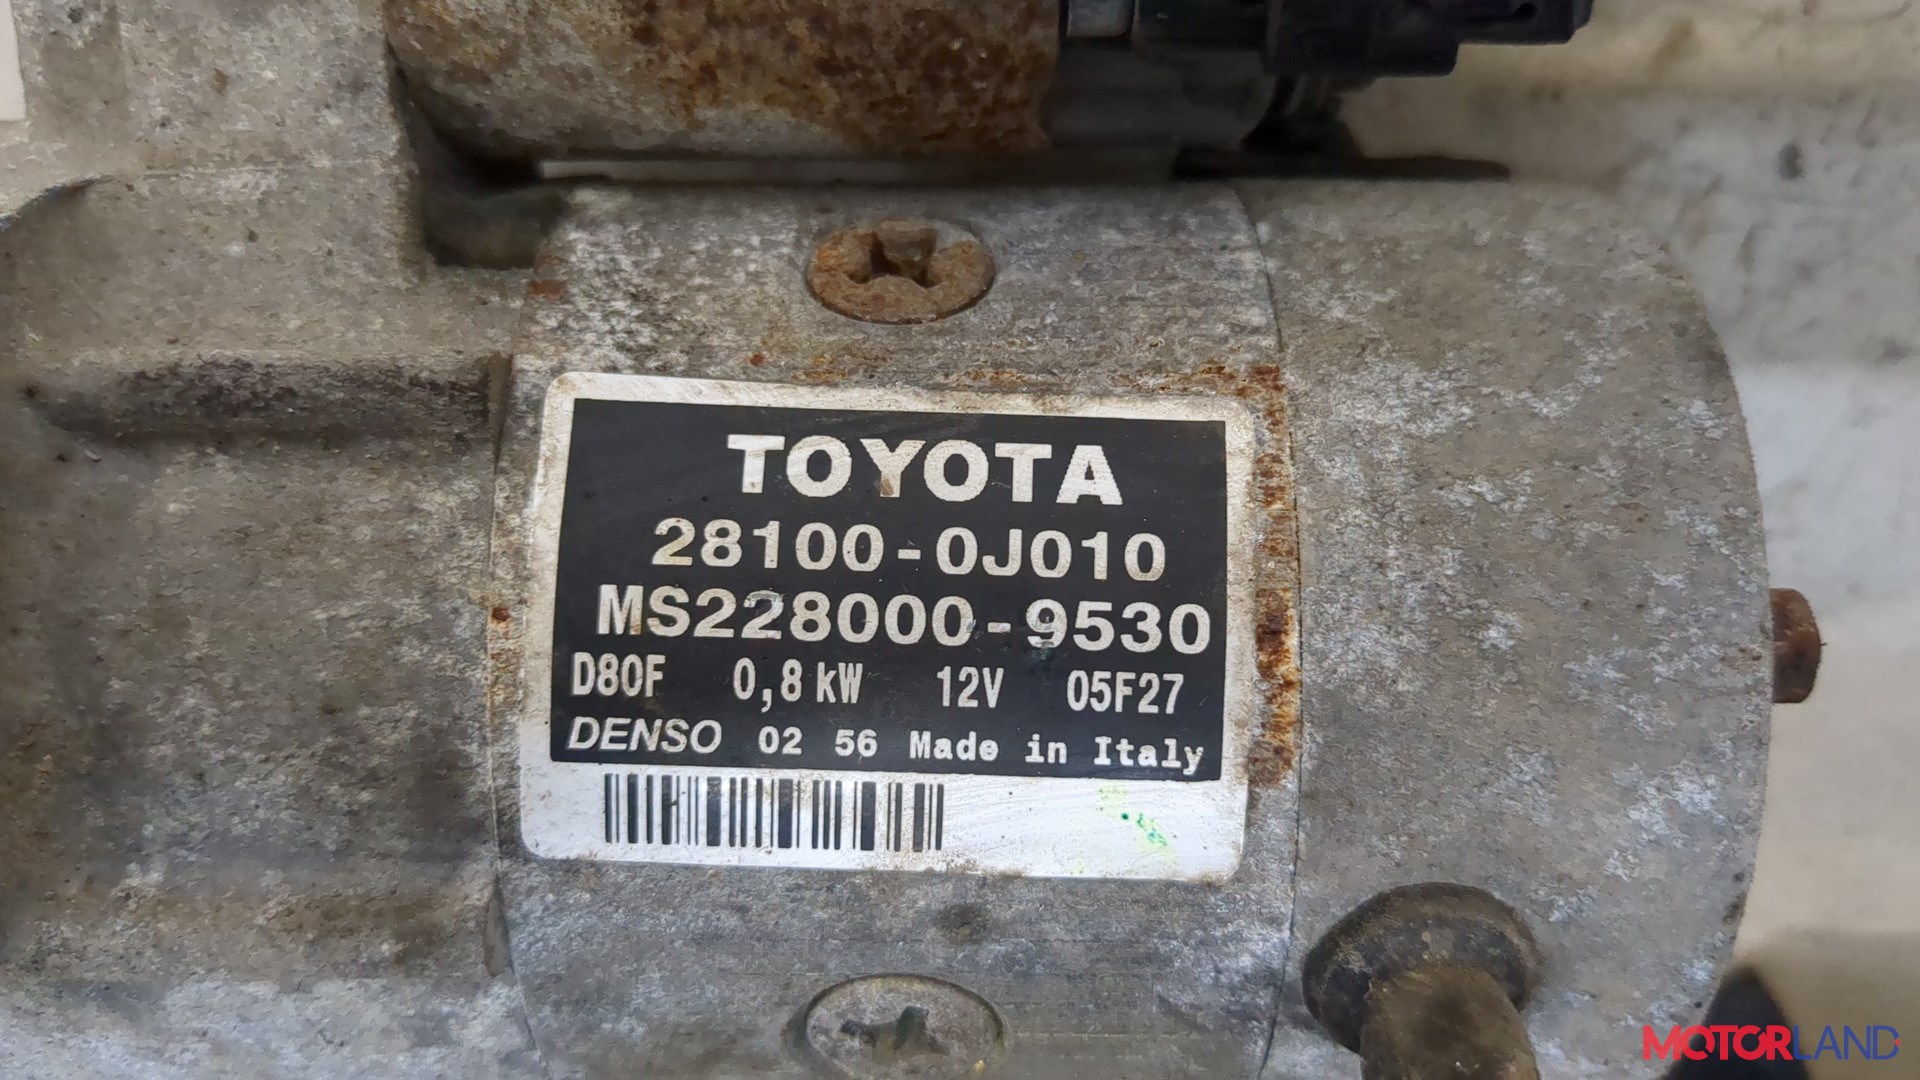 TOYOTA
28100-0J010
MS228000-9530
D80F 0,8 kW 12V 05F27
DENSO 02 56 Made in Italy
MOTORLAND